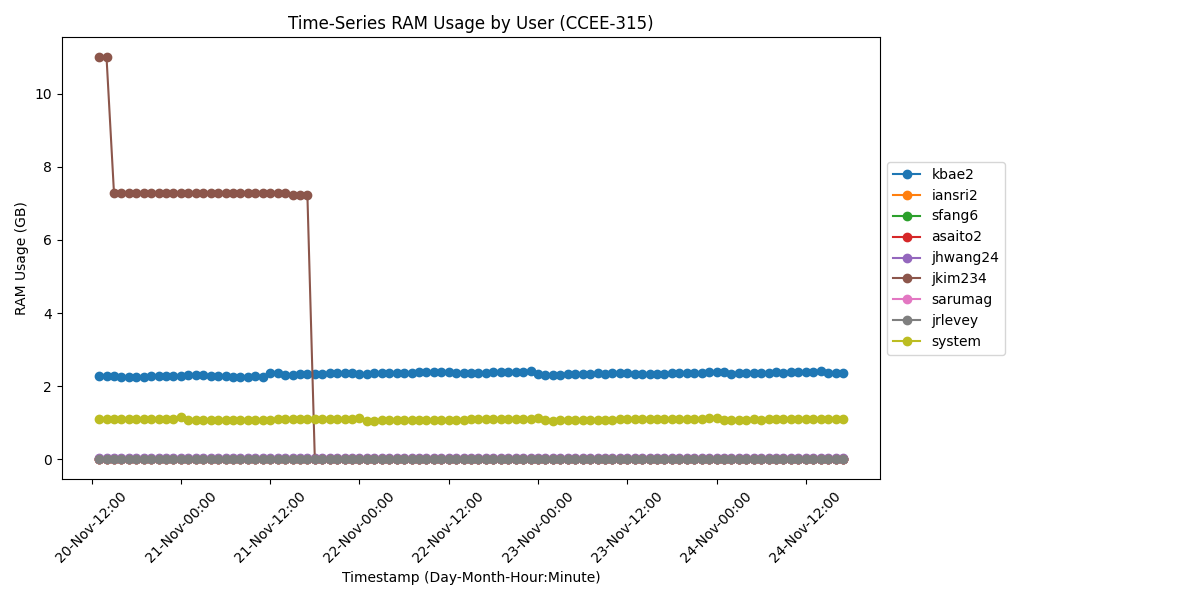 Time-Series RAM Usage by User (CCEE-315)
RAM Usage (GB)
10
8
6
4
2
0
20-Nov-12:00
21-Nov-00:00
21-Nov-12:00
22-Nov-00:00
22-Nov-12:00
23-Nov-00:00
23-Nov-12:00
24-Nov-00:00
24-Nov-12:00
Timestamp (Day-Month-Hour:Minute)
kbae2
iansri2
sfang6
asaito2
jhwang24
jkim234
sarumag
jrlevey
system